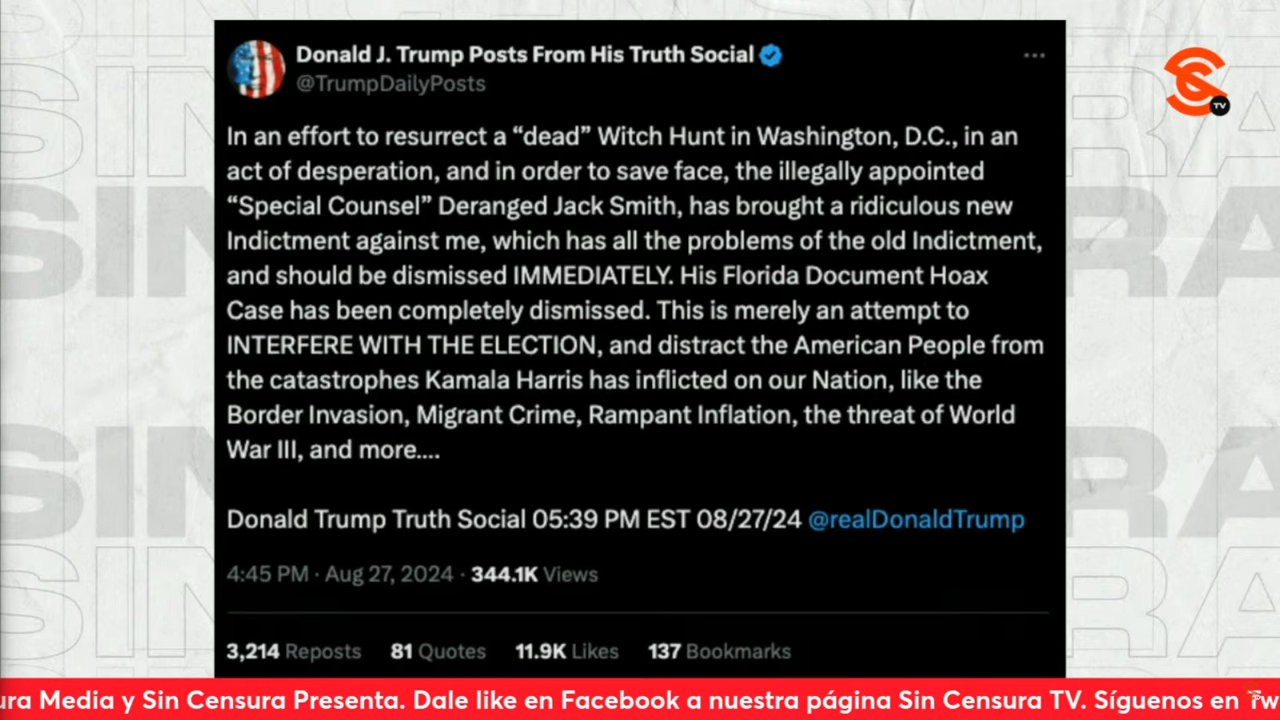 Donald J. Trump Posts From His Truth Social
@TrumpDailyPosts
TV
In an effort to resurrect a “dead” Witch Hunt in Washington, D.C., in an
act of desperation, and in order to save face, the illegally appointed
“Special Counsel” Deranged Jack Smith, has brought a ridiculous new
Indictment against me, which has all the problems of the old Indictment,
and should be dismissed IMMEDIATELY. His Florida Document Hoax
Case has been completely dismissed. This is merely an attempt to
INTERFERE WITH THE ELECTION, and distract the American People from
the catastrophes Kamala Harris has inflicted on our Nation, like the
Border Invasion, Migrant Crime, Rampant Inflation, the threat of World
War III, and more....
Donald Trump Truth Social 05:39 PM EST 08/27/24 @realDonaldTrump
4:45 PM · Aug 27, 2024 · 344.1K Views
3,214 Reposts 81 Quotes 11.9K Likes 137 Bookmarks
Media y Sin Censura Presenta. Dale like en Facebook a nuestra página Sin Censura TV. Síguenos en